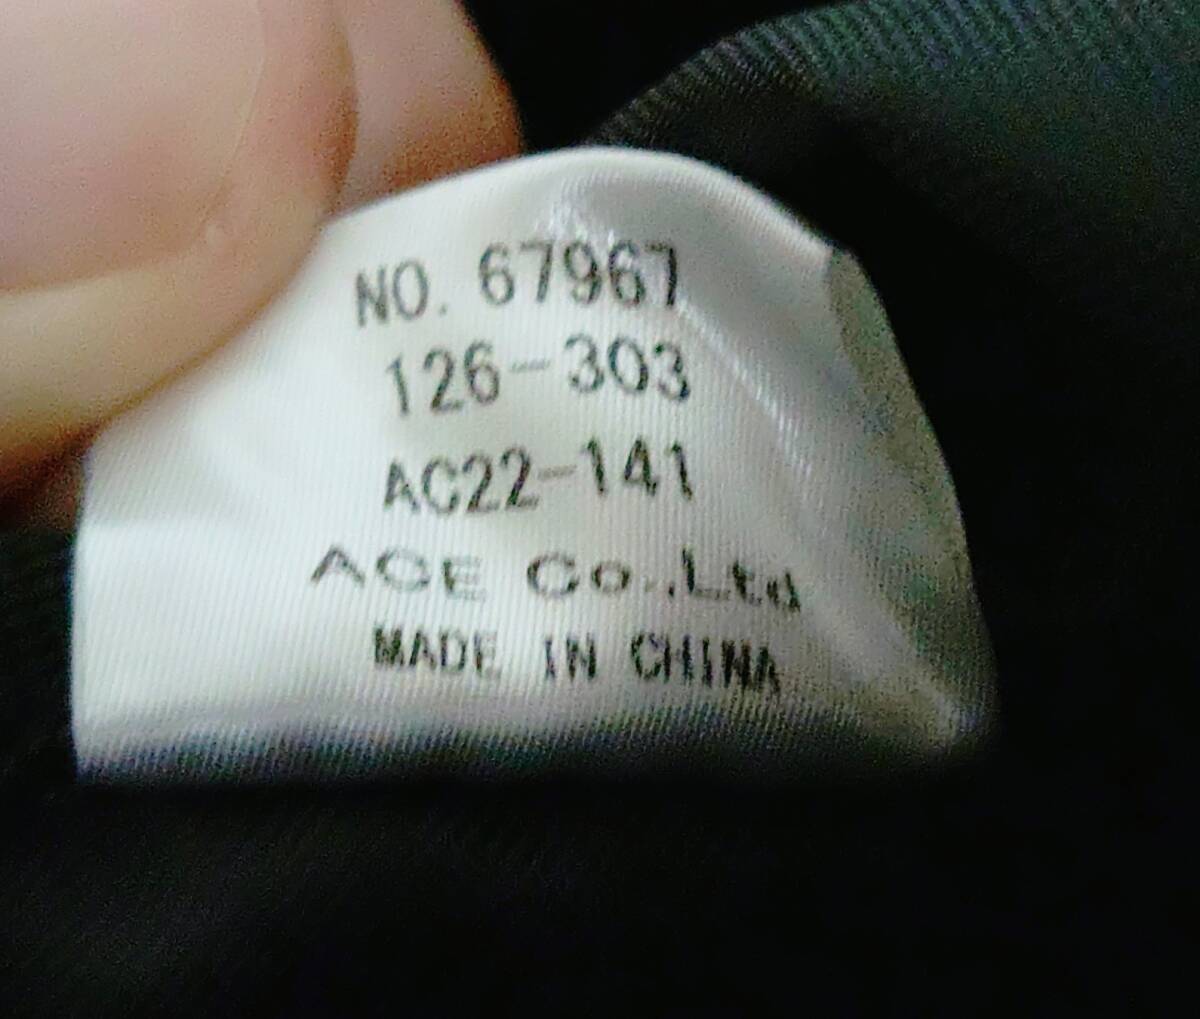 NO. 67967
126-303
AC22-141
ACE Co.,Ltd
MADE IN CHINA